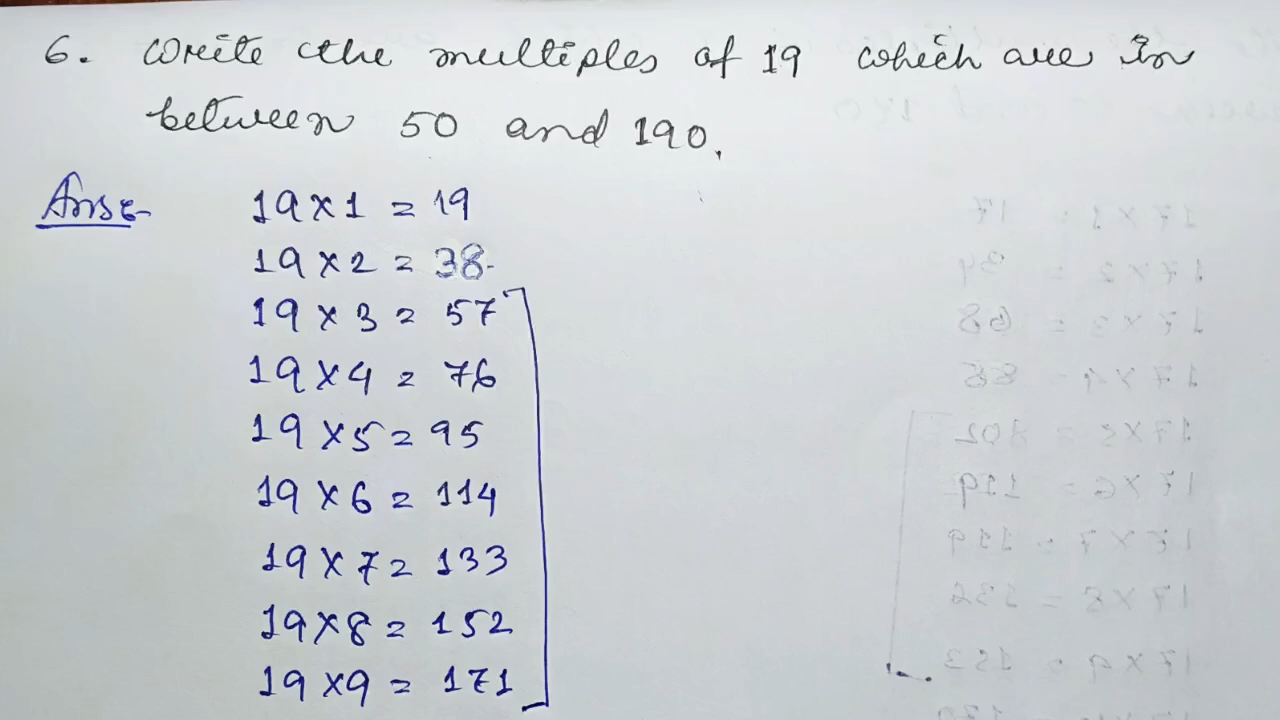 6. Write the multiples of 19 which are in
between 50 and 190.
Ans:-
19 × 1 = 19
19 × 2 = 38
19 × 3 = 57
19 × 4 = 76
19 × 5 = 95
19 × 6 = 114
19 × 7 = 133
19 × 8 = 152
19 × 9 = 171